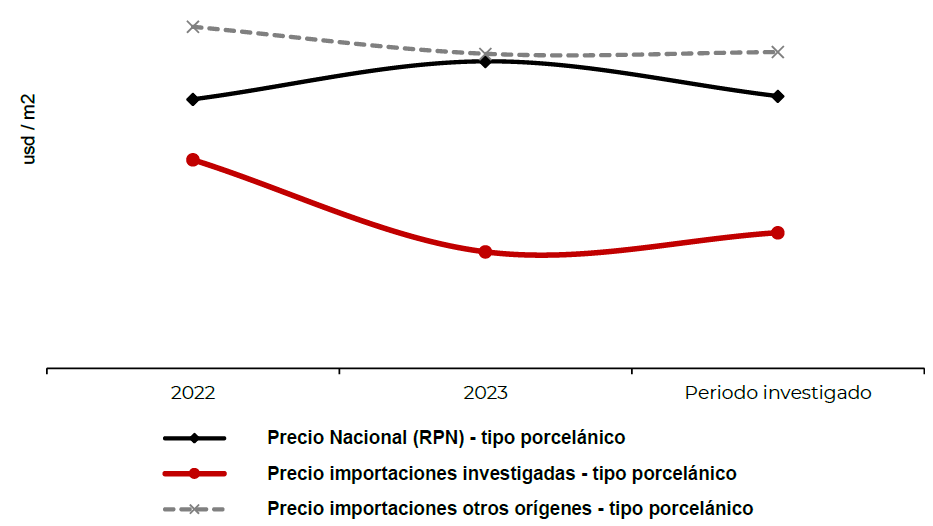 usd / m2
2022 2023 Periodo investigado
Precio Nacional (RPN) - tipo porcelánico
Precio importaciones investigadas - tipo porcelánico
Precio importaciones otros orígenes - tipo porcelánico